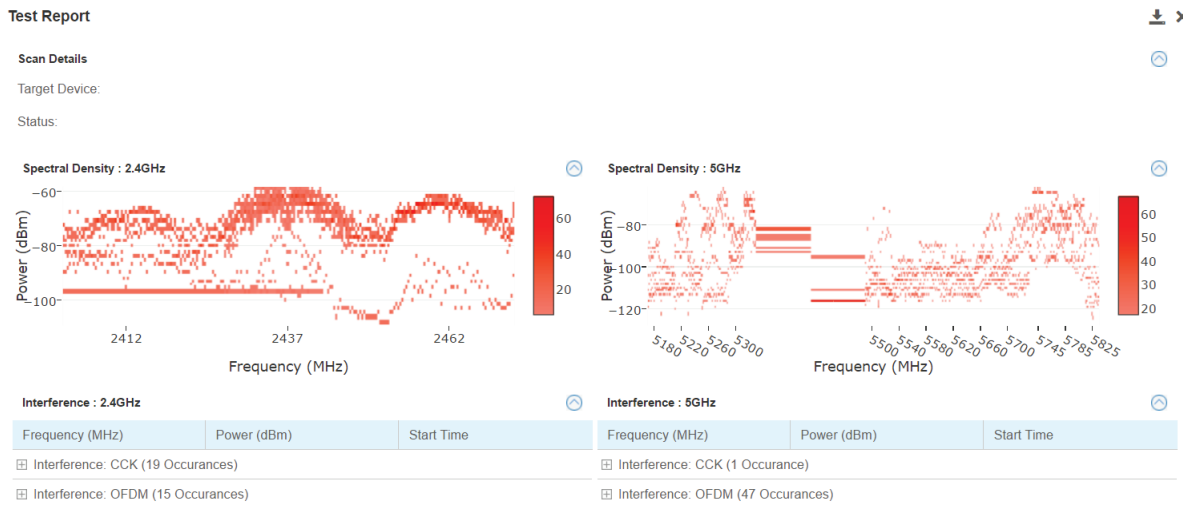 Test Report
Scan Details
Target Device:
Status:
Spectral Density : 2.4GHz
−60
−80
−100
Power (dBm)
2412 2437 2462
Frequency (MHz)
60
40
20
Spectral Density : 5GHz
−80
−100
−120
Power (dBm)
5180 5220 5260 5300 5500 5540 5580 5620 5660 5700 5745 5785 5825
Frequency (MHz)
60
50
40
30
20
Interference : 2.4GHz
Frequency (MHz) Power (dBm) Start Time
Interference: CCK (19 Occurances)
Interference: OFDM (15 Occurances)
Interference : 5GHz
Frequency (MHz) Power (dBm) Start Time
Interference: CCK (1 Occurance)
Interference: OFDM (47 Occurances)